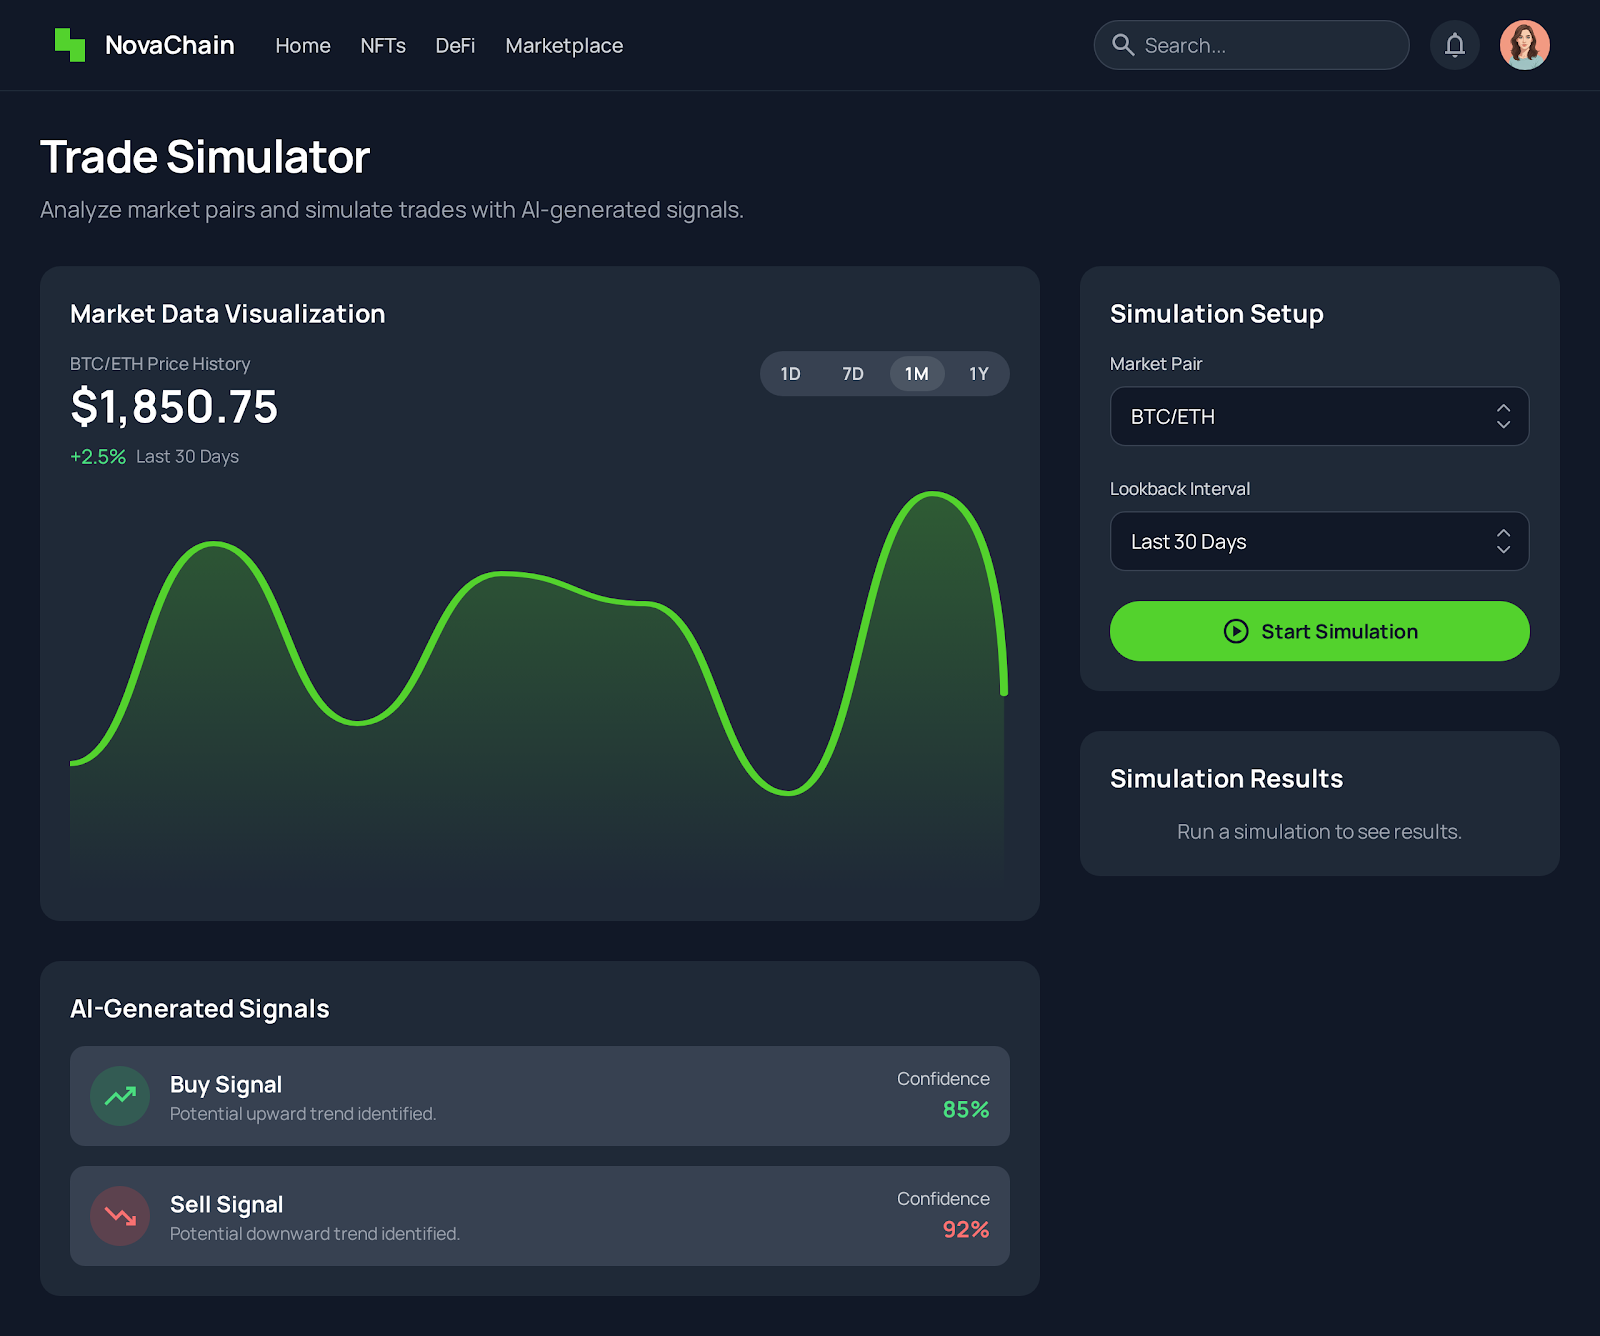 NovaChain
Home
NFTs
DeFi
Marketplace
Search...
Trade Simulator
Analyze market pairs and simulate trades with AI-generated signals.
Market Data Visualization
BTC/ETH Price History
$1,850.75
+2.5% Last 30 Days
1D
7D
1M
1Y
Simulation Setup
Market Pair
BTC/ETH
Lookback Interval
Last 30 Days
Start Simulation
Simulation Results
Run a simulation to see results.
AI-Generated Signals
Buy Signal
Potential upward trend identified.
Confidence
85%
Sell Signal
Potential downward trend identified.
Confidence
92%